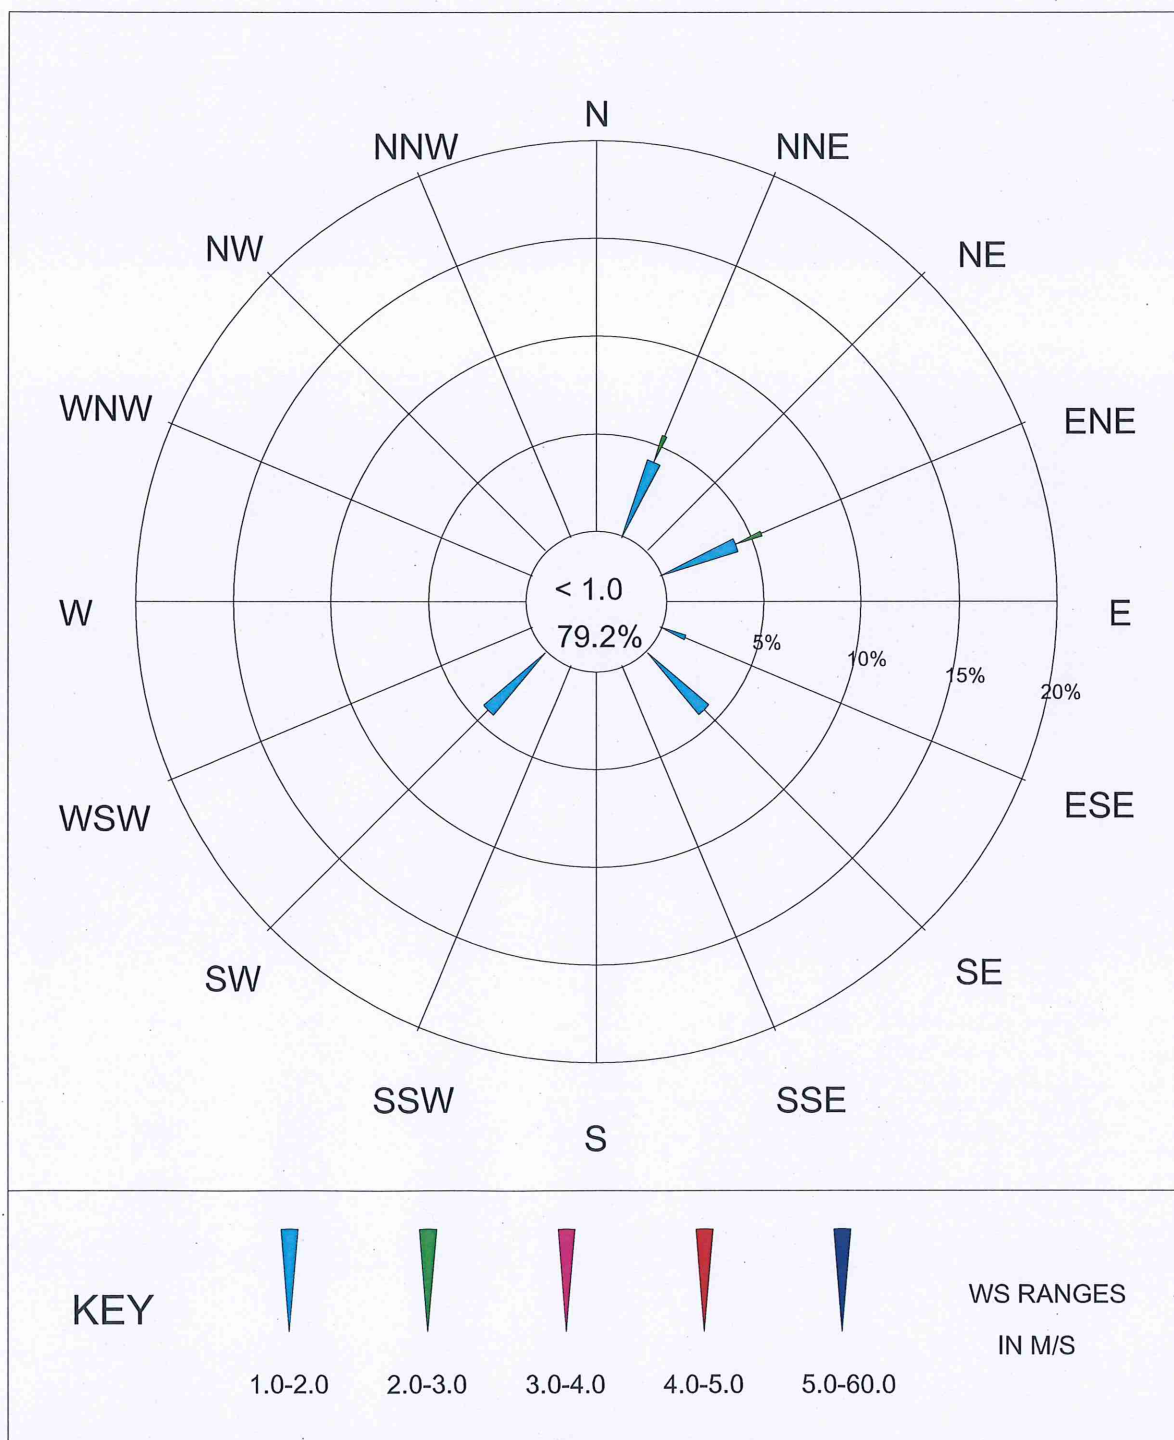 N
NNW
NNE
NW
NE
WNW
ENE
< 1.0
W
E
79.2%
5%
10%
15%
20%
WSW
ESE
SW
SE
SSW
SSE
S
KEY
WS RANGES
IN M/S
1.0-2.0
2.0-3.0
3.0-4.0
4.0-5.0
5.0-60.0